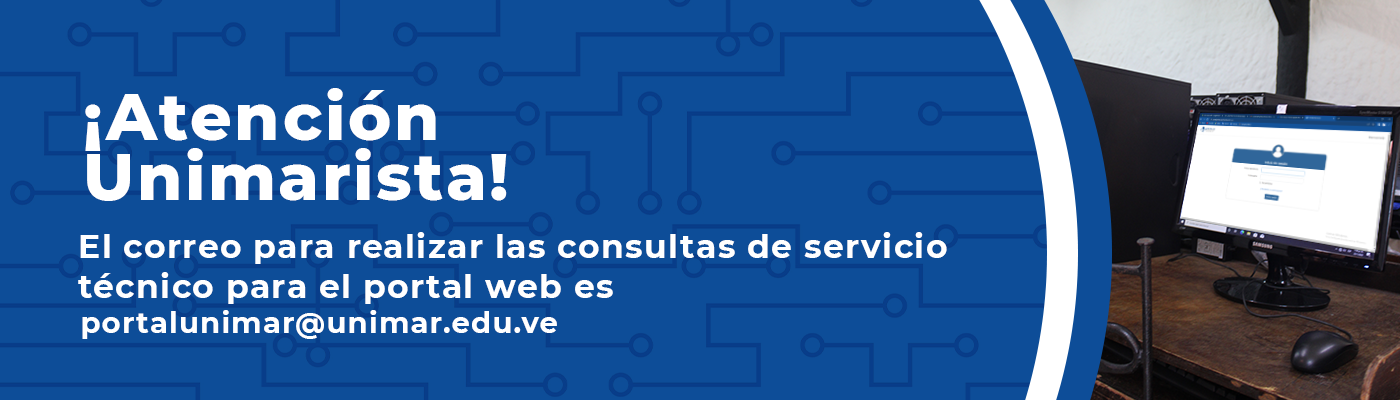 ¡Atención
Unimarista!
El correo para realizar las consultas de servicio
técnico para el portal web es
portalunimar@unimar.edu.ve
SAMSUNG